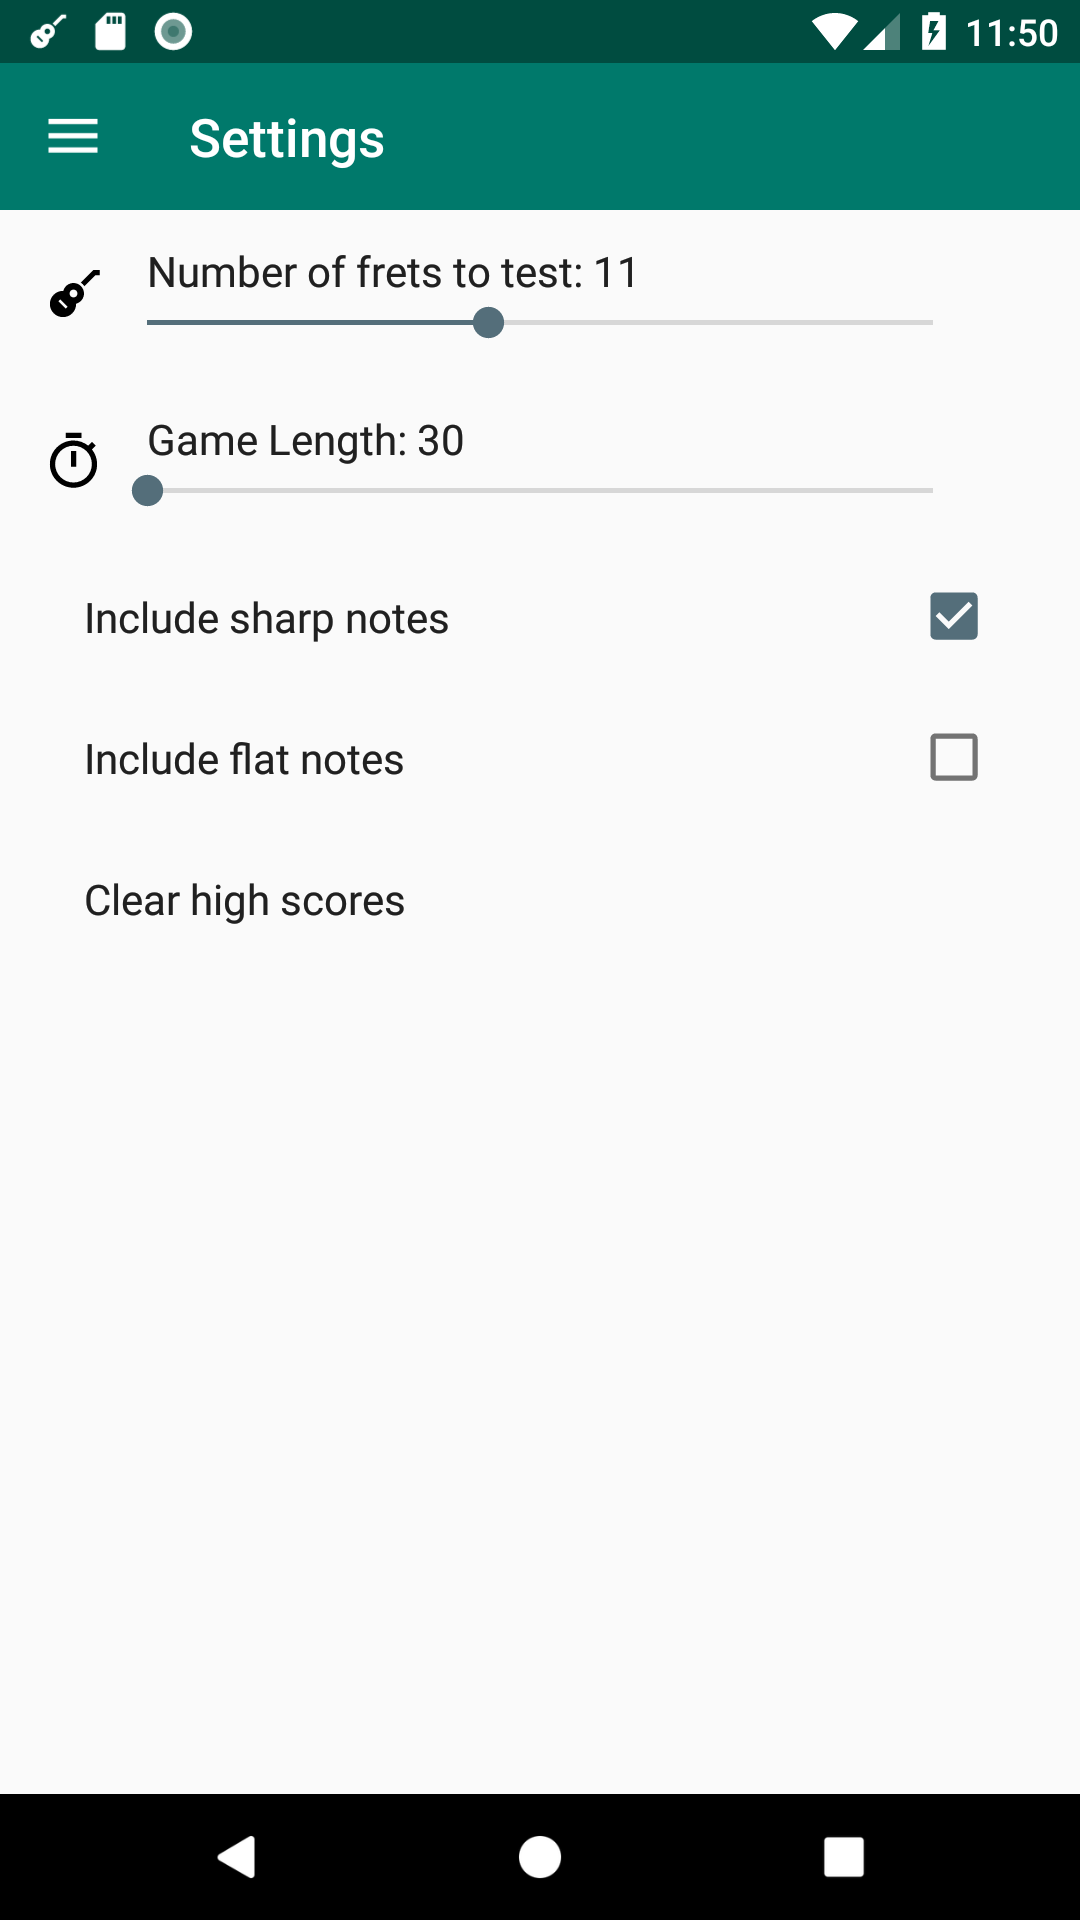 11:50
Settings
Number of frets to test: 11
Game Length: 30
Include sharp notes
Include flat notes
Clear high scores